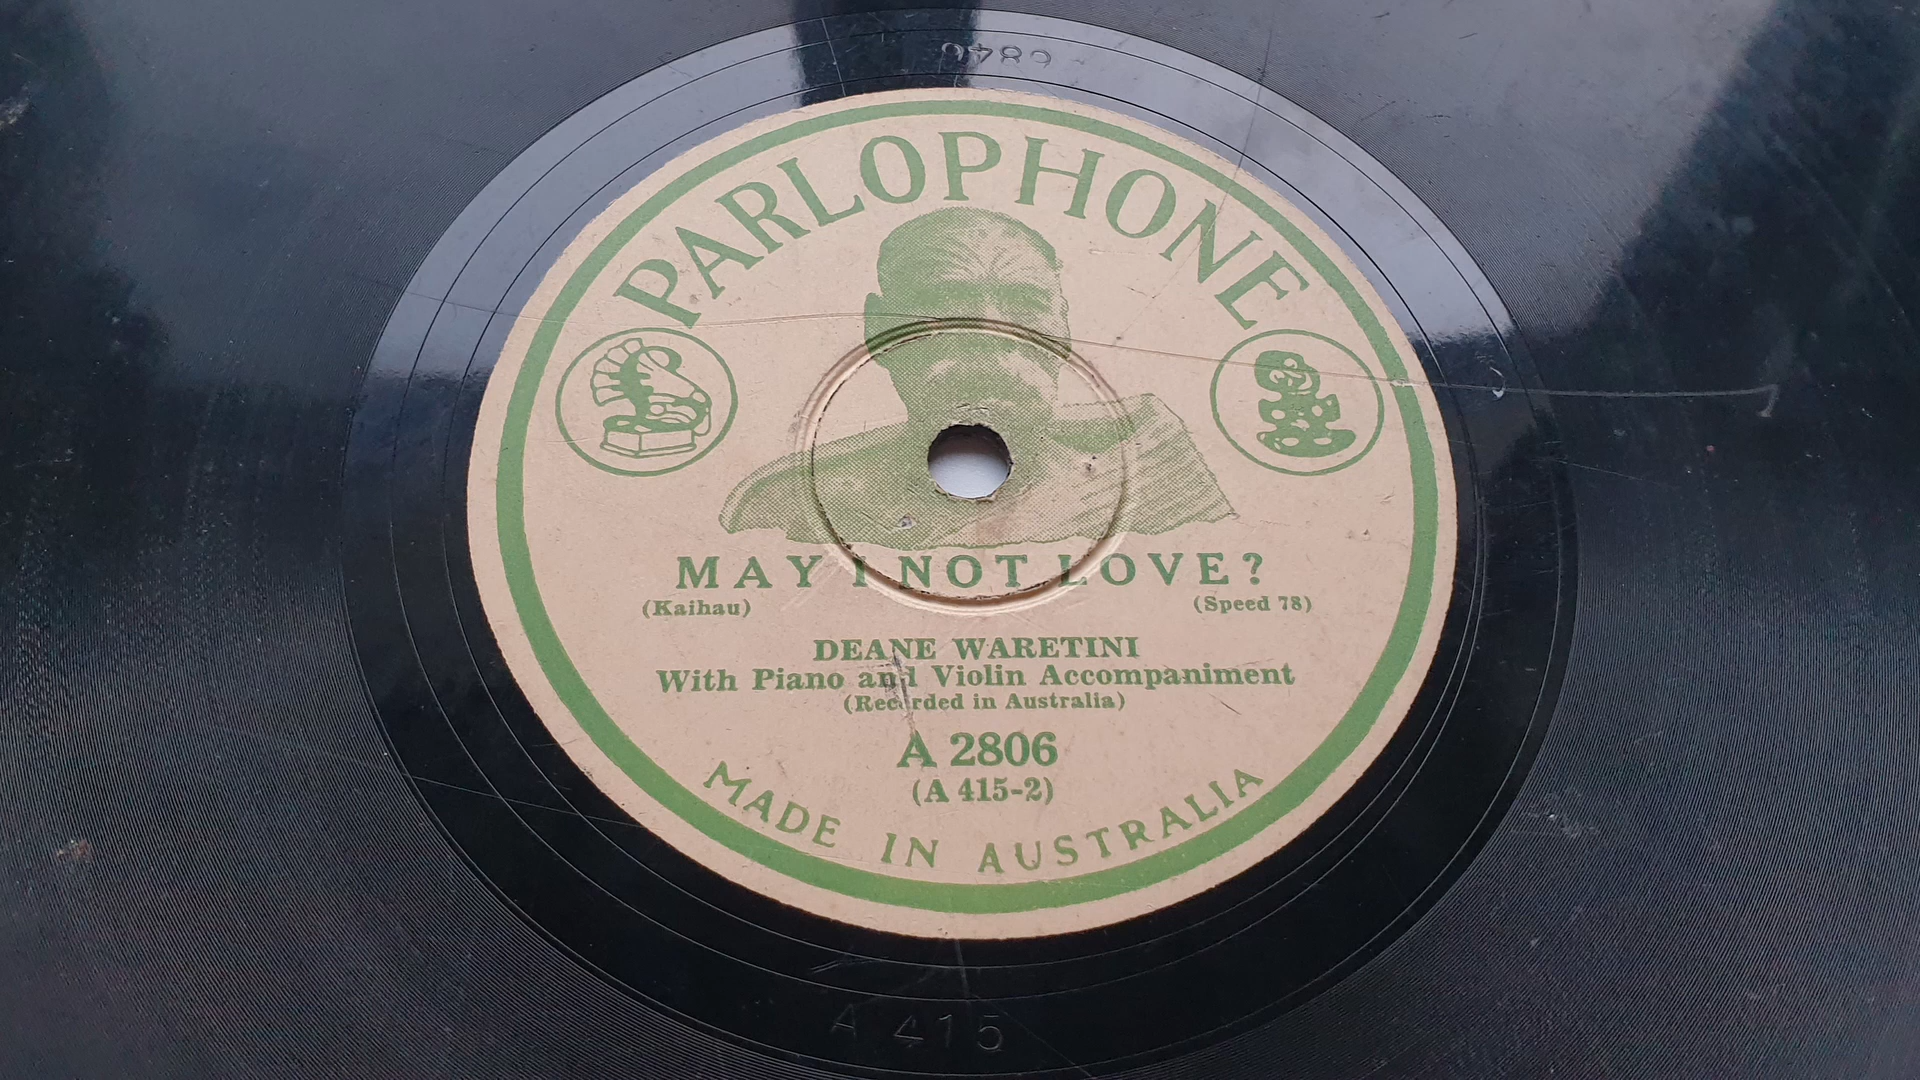 PARLOPHONE
MAY I NOT LOVE?
(Kaihau) (Speed 78)
DEANE WARETINI
With Piano and Violin Accompaniment
(Recorded in Australia)
A 2806
(A 415-2)
MADE IN AUSTRALIA
A 415